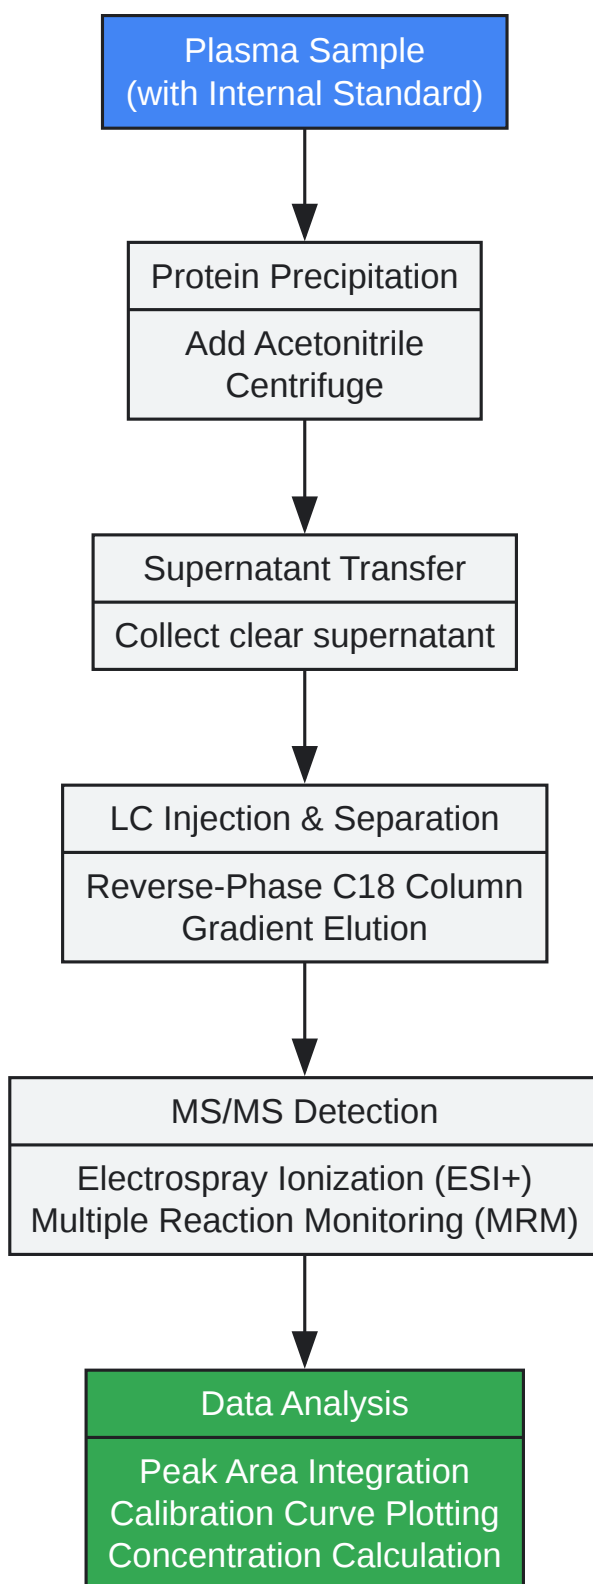 Plasma Sample
(with Internal Standard)
Protein Precipitation
Add Acetonitrile
Centrifuge
Supernatant Transfer
Collect clear supernatant
LC Injection & Separation
Reverse-Phase C18 Column
Gradient Elution
MS/MS Detection
Electrospray Ionization (ESI+)
Multiple Reaction Monitoring (MRM)
Data Analysis
Peak Area Integration
Calibration Curve Plotting
Concentration Calculation